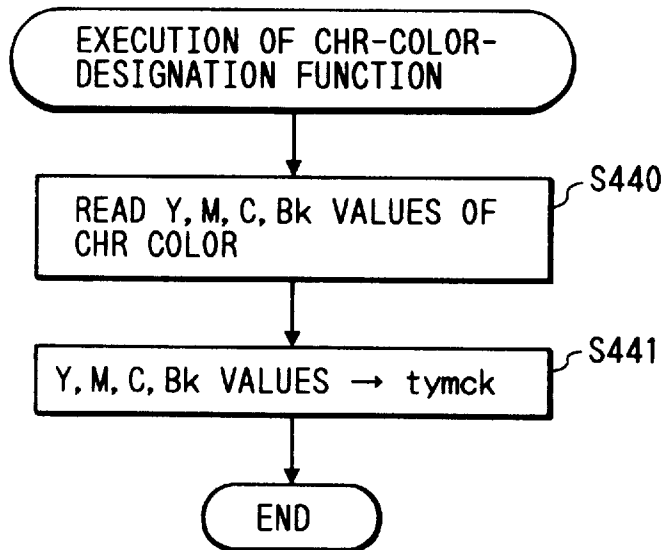 EXECUTION OF CHR-COLOR-
DESIGNATION FUNCTION
S440
READ Y, M, C, Bk VALUES OF
CHR COLOR
S441
Y, M, C, Bk VALUES → tymck
END